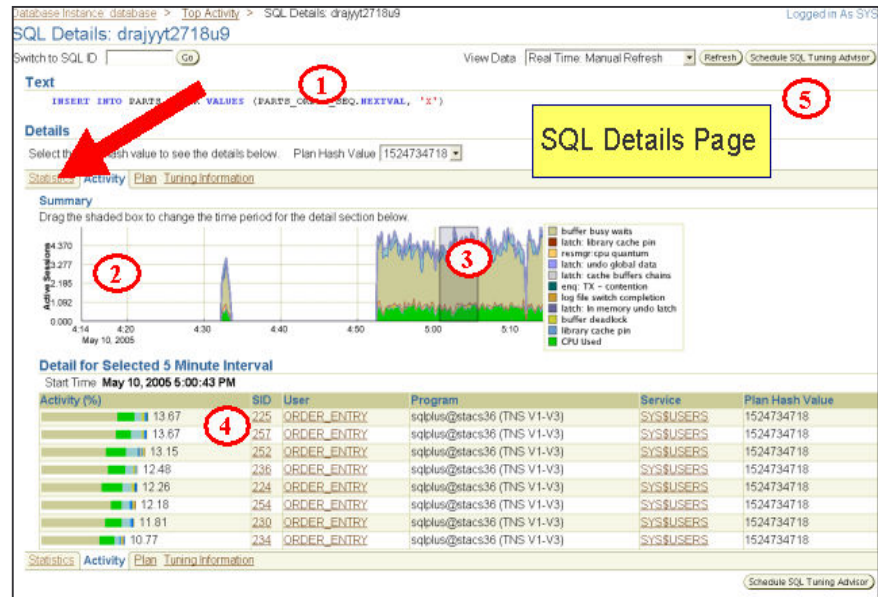 Database Instance: database > Top Activity > SQL Details: drajyyt2718u9
Logged in As SYS
SQL Details: drajyyt2718u9
Switch to SQL ID Go View Data Real Time: Manual Refresh Refresh Schedule SQL Tuning Advisor
Text
1
5
INSERT INTO VALUES 'X')
SQL Details Page
Details
Select the hash value to see the details below. Plan Hash Value 1524734718
Statistics Activity Plan Tuning Information
Summary
Drag the shaded box to change the time period for the detail section below.
Active Sessions
4.370
3.277
2.185
1.092
0.000
2
3
4:14 4:20 4:30 4:40 4:50 5:00 5:10
May 10, 2005
buffer busy waits
latch: library cache pin
resmgr:cpu quantum
latch: undo global data
latch: cache buffers chains
enq: TX - contention
log file switch completion
latch: In memory undo latch
buffer deadlock
library cache pin
CPU Used
Detail for Selected 5 Minute Interval
Start Time May 10, 2005 5:00:43 PM
Activity (%) SID User Program Service Plan Hash Value
4
13.67 225 ORDER_ENTRY sqlplus@stacs36 (TNS V1-V3) SYS$USERS 1524734718
13.67 257 ORDER_ENTRY sqlplus@stacs36 (TNS V1-V3) SYS$USERS 1524734718
13.15 252 ORDER_ENTRY sqlplus@stacs36 (TNS V1-V3) SYS$USERS 1524734718
12.48 236 ORDER_ENTRY sqlplus@stacs36 (TNS V1-V3) SYS$USERS 1524734718
12.26 224 ORDER_ENTRY sqlplus@stacs36 (TNS V1-V3) SYS$USERS 1524734718
12.18 254 ORDER_ENTRY sqlplus@stacs36 (TNS V1-V3) SYS$USERS 1524734718
11.81 230 ORDER_ENTRY sqlplus@stacs36 (TNS V1-V3) SYS$USERS 1524734718
10.77 234 ORDER_ENTRY sqlplus@stacs36 (TNS V1-V3) SYS$USERS 1524734718
Statistics Activity Plan Tuning Information
Schedule SQL Tuning Advisor